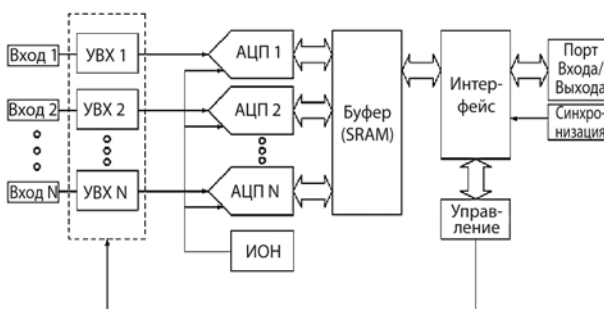 Вход 1
УВХ 1
АЦП 1
Вход 2
УВХ 2
АЦП 2
Вход N
УВХ N
АЦП N
ИОН
Буфер
(SRAM)
Интер-
фейс
Порт
Входа/
Выхода
Синхро-
низация
Управ-
ление